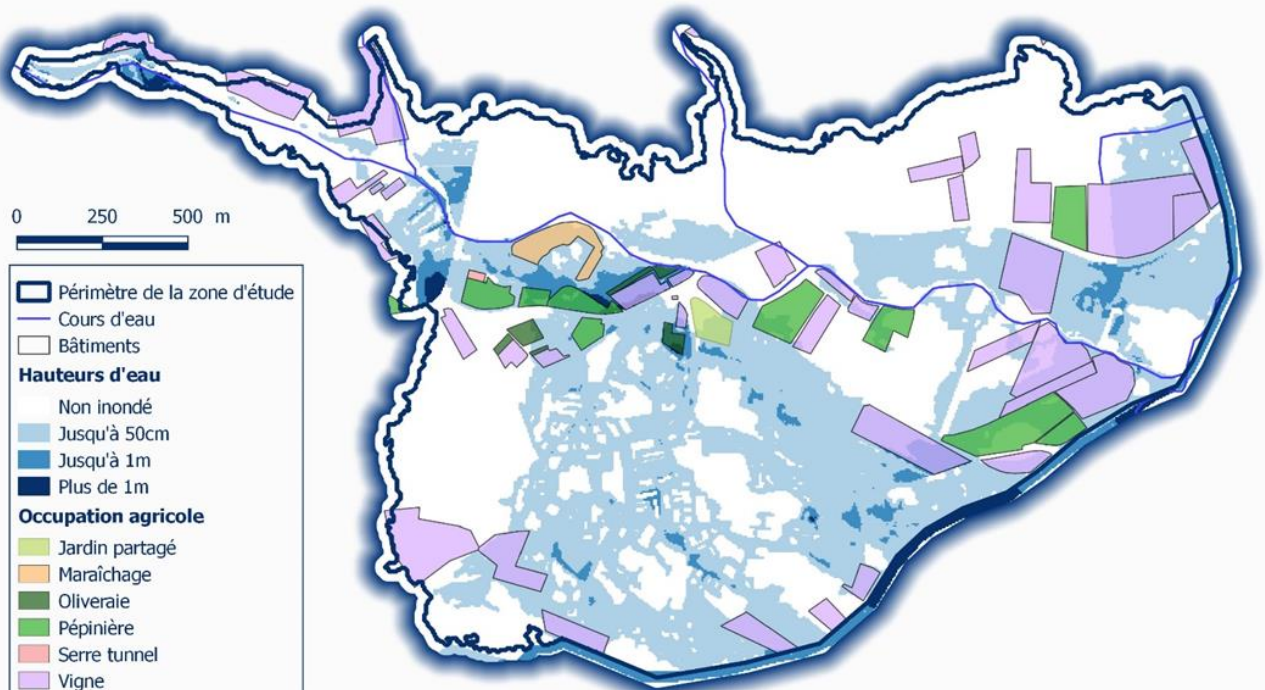 0 250 500 m
Périmètre de la zone d'étude
Cours d'eau
Bâtiments
Hauteurs d'eau
Non inondé
Jusqu'à 50cm
Jusqu'à 1m
Plus de 1m
Occupation agricole
Jardin partagé
Maraîchage
Oliveraie
Pépinière
Serre tunnel
Vigne